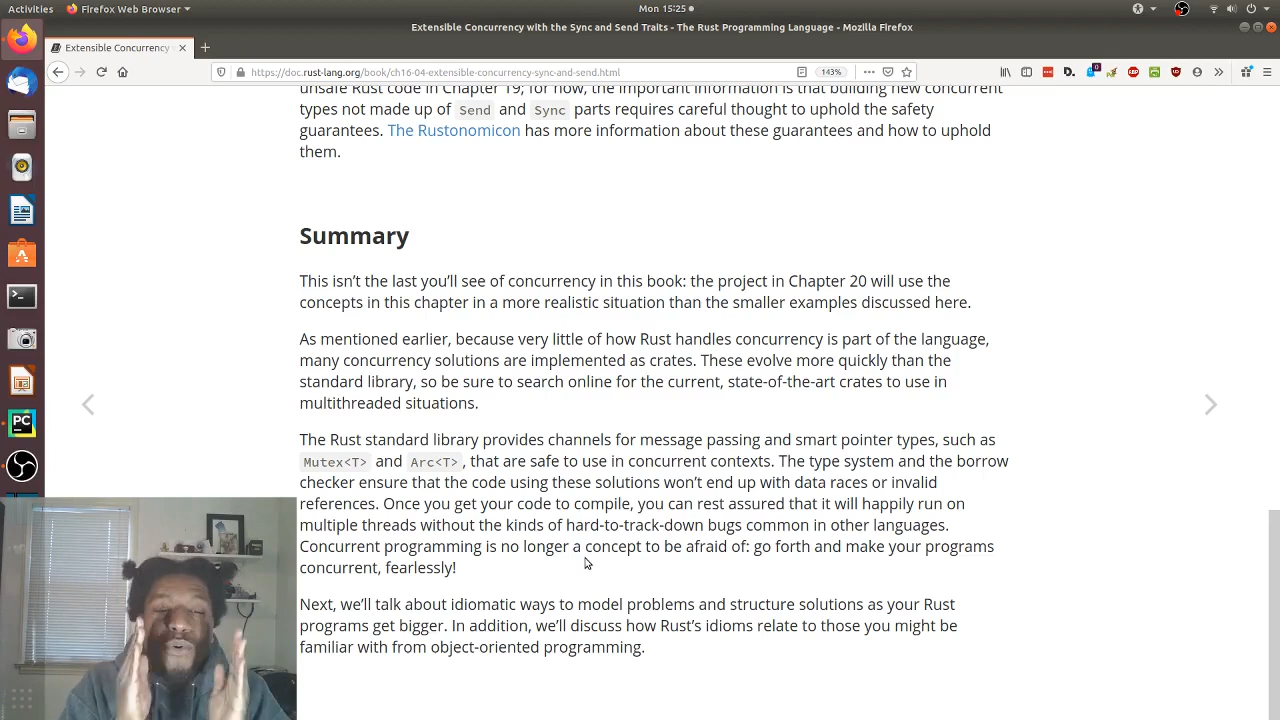 Activities
Firefox Web Browser
Mon 15:25
Extensible Concurrency with the Sync and Send Traits - The Rust Programming Language - Mozilla Firefox
Extensible Concurrency
https://doc.rust-lang.org/book/ch16-04-extensible-concurrency-sync-and-send.html
143%
unsafe Rust code in Chapter 19; for now, the important information is that building new concurrent
types not made up of Send and Sync parts requires careful thought to uphold the safety
guarantees. The Rustonomicon has more information about these guarantees and how to uphold
them.
Summary
This isn't the last you'll see of concurrency in this book: the project in Chapter 20 will use the
concepts in this chapter in a more realistic situation than the smaller examples discussed here.
As mentioned earlier, because very little of how Rust handles concurrency is part of the language,
many concurrency solutions are implemented as crates. These evolve more quickly than the
standard library, so be sure to search online for the current, state-of-the-art crates to use in
multithreaded situations.
The Rust standard library provides channels for message passing and smart pointer types, such as
Mutex<T> and Arc<T>, that are safe to use in concurrent contexts. The type system and the borrow
checker ensure that the code using these solutions won't end up with data races or invalid
references. Once you get your code to compile, you can rest assured that it will happily run on
multiple threads without the kinds of hard-to-track-down bugs common in other languages.
Concurrent programming is no longer a concept to be afraid of: go forth and make your programs
concurrent, fearlessly!
Next, we'll talk about idiomatic ways to model problems and structure solutions as your Rust
programs get bigger. In addition, we'll discuss how Rust's idioms relate to those you might be
familiar with from object-oriented programming.
PC